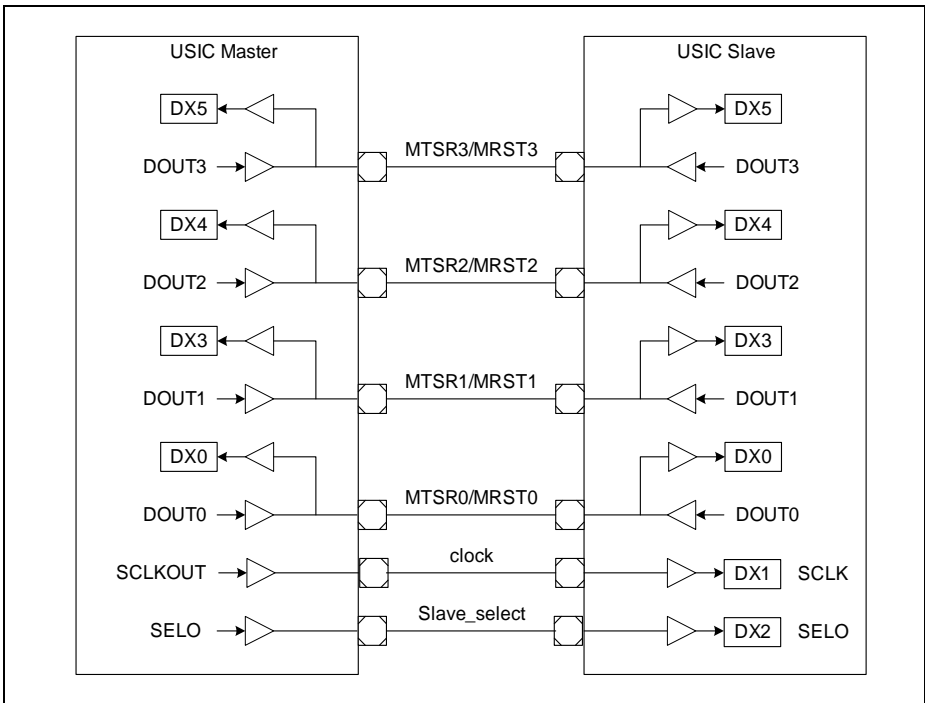 USIC Master
USIC Slave
DX5
DX5
MTSR3/MRST3
DOUT3
DOUT3
DX4
DX4
MTSR2/MRST2
DOUT2
DOUT2
DX3
DX3
MTSR1/MRST1
DOUT1
DOUT1
DX0
DX0
MTSR0/MRST0
DOUT0
DOUT0
clock
SCLKOUT
DX1 SCLK
Slave_select
SELO
DX2 SELO